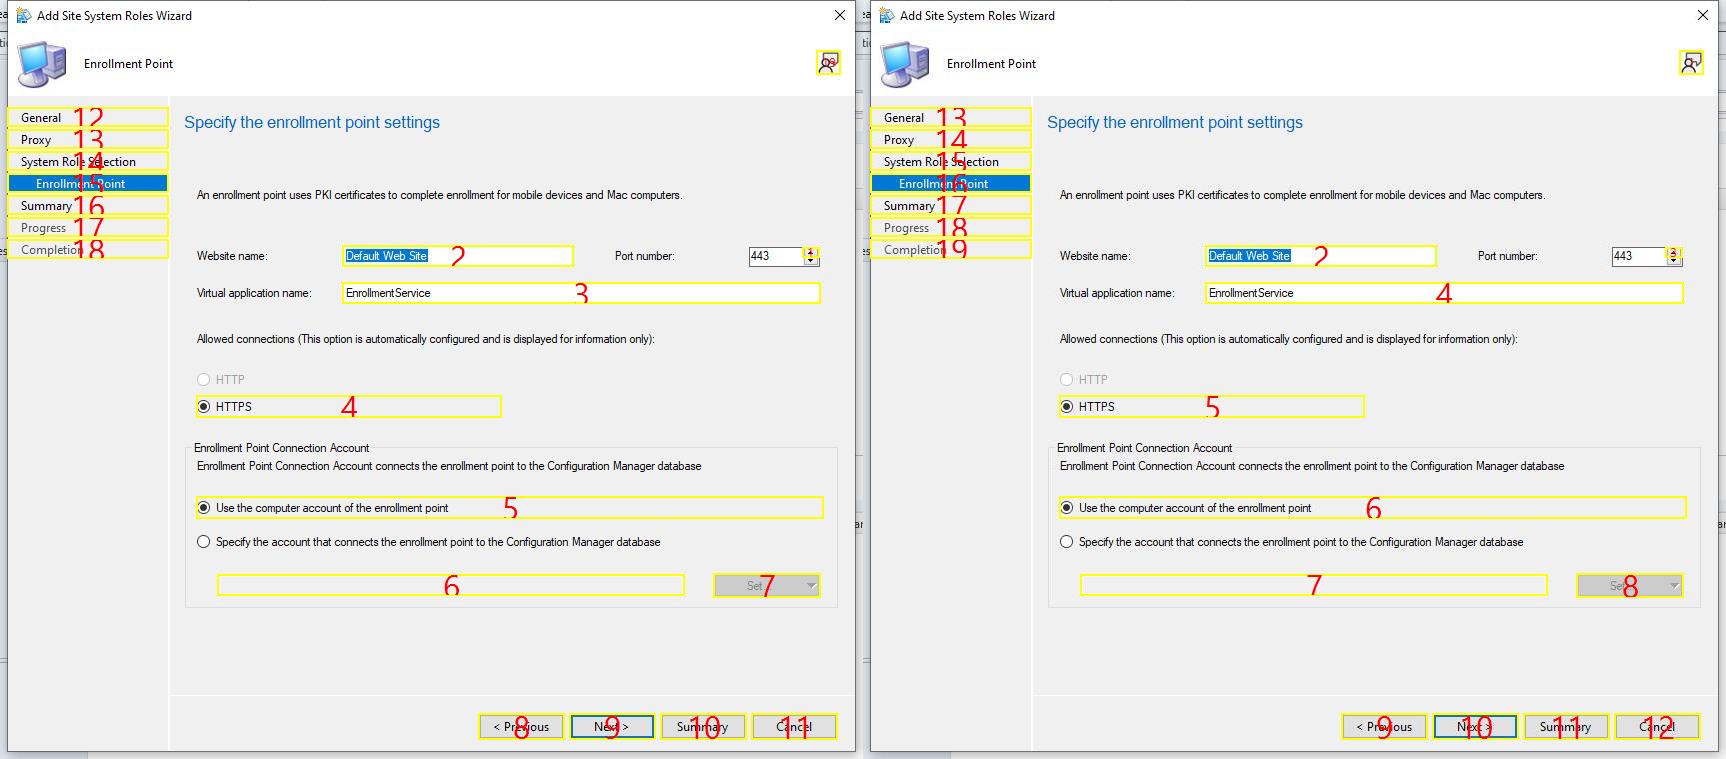 Add Site System Roles Wizard
Enrollment Point
19
General 12
Proxy 13
System Role Selection 14
Enrollment Point 15
Summary 16
Progress 17
Completion 18
Specify the enrollment point settings
An enrollment point uses PKI certificates to complete enrollment for mobile devices and Mac computers.
Website name: Default Web Site 2 Port number: 443 1
Virtual application name: EnrollmentService 3
Allowed connections (This option is automatically configured and is displayed for information only):
HTTP
HTTPS 4
Enrollment Point Connection Account
Enrollment Point Connection Account connects the enrollment point to the Configuration Manager database
Use the computer account of the enrollment point 5
Specify the account that connects the enrollment point to the Configuration Manager database
6 Set... 7
< Previous 8 Next > 9 Summary 10 Cancel 11
Add Site System Roles Wizard
Enrollment Point
1
General 13
Proxy 14
System Role Selection 15
Enrollment Point 16
Summary 17
Progress 18
Completion 19
Specify the enrollment point settings
An enrollment point uses PKI certificates to complete enrollment for mobile devices and Mac computers.
Website name: Default Web Site 2 Port number: 443 3
Virtual application name: EnrollmentService 4
Allowed connections (This option is automatically configured and is displayed for information only):
HTTP
HTTPS 5
Enrollment Point Connection Account
Enrollment Point Connection Account connects the enrollment point to the Configuration Manager database
Use the computer account of the enrollment point 6
Specify the account that connects the enrollment point to the Configuration Manager database
7 Set... 8
< Previous 9 Next > 10 Summary 11 Cancel 12